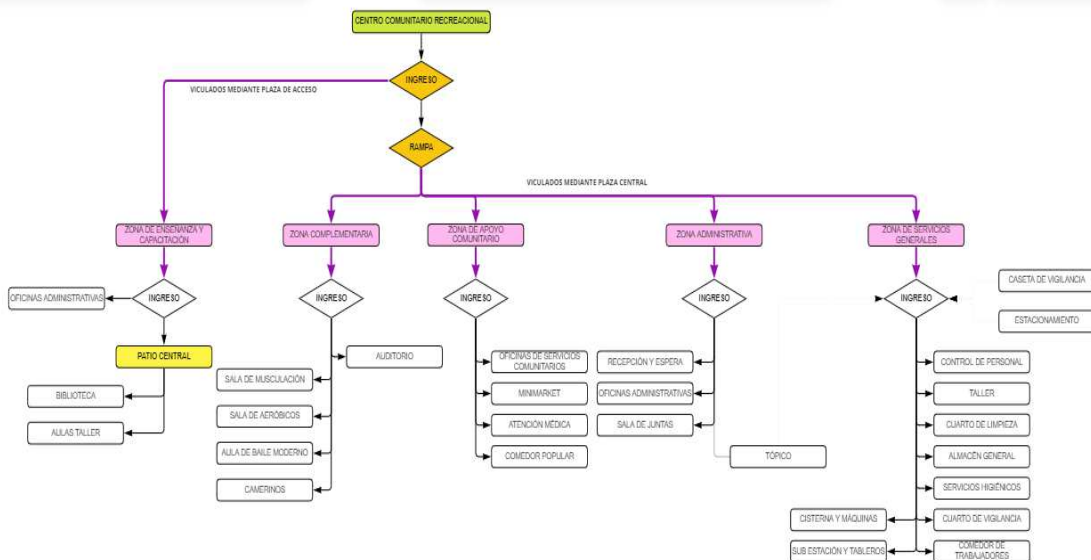 CENTRO COMUNITARIO RECREACIONAL
INGRESO
VICULADOS MEDIANTE PLAZA DE ACCESO
RAMPA
VICULADOS MEDIANTE PLAZA CENTRAL
ZONA DE ENSEÑANZA Y
CAPACITACIÓN
ZONA COMPLEMENTARIA
ZONA DE APOYO
COMUNITARIO
ZONA ADMINISTRATIVA
ZONA DE SERVICIOS
GENERALES
OFICINAS ADMINISTRATIVAS
INGRESO
INGRESO
INGRESO
INGRESO
INGRESO
CASETA DE VIGILANCIA
ESTACIONAMIENTO
PATIO CENTRAL
BIBLIOTECA
AULAS TALLER
AUDITORIO
SALA DE MUSCULACIÓN
SALA DE AERÓBICOS
AULA DE BAILE MODERNO
CAMERINOS
OFICINAS DE SERVICIOS
COMUNITARIOS
MINIMARKET
ATENCIÓN MÉDICA
COMEDOR POPULAR
RECEPCIÓN Y ESPERA
OFICINAS ADMINISTRATIVAS
SALA DE JUNTAS
TÓPICO
CONTROL DE PERSONAL
TALLER
CUARTO DE LIMPIEZA
ALMACÉN GENERAL
SERVICIOS HIGIÉNICOS
CISTERNA Y MÁQUINAS
CUARTO DE VIGILANCIA
SUB ESTACIÓN Y TABLEROS
COMEDOR DE
TRABAJADORES